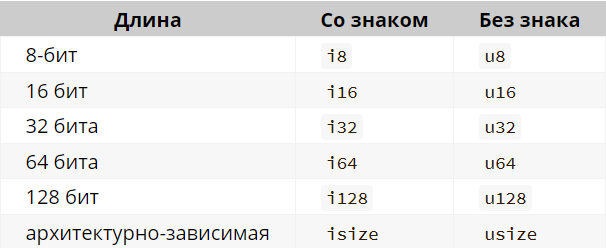 Длина Со знаком Без знака
8-бит i8 u8
16 бит i16 u16
32 бита i32 u32
64 бита i64 u64
128 бит i128 u128
архитектурно-зависимая isize usize